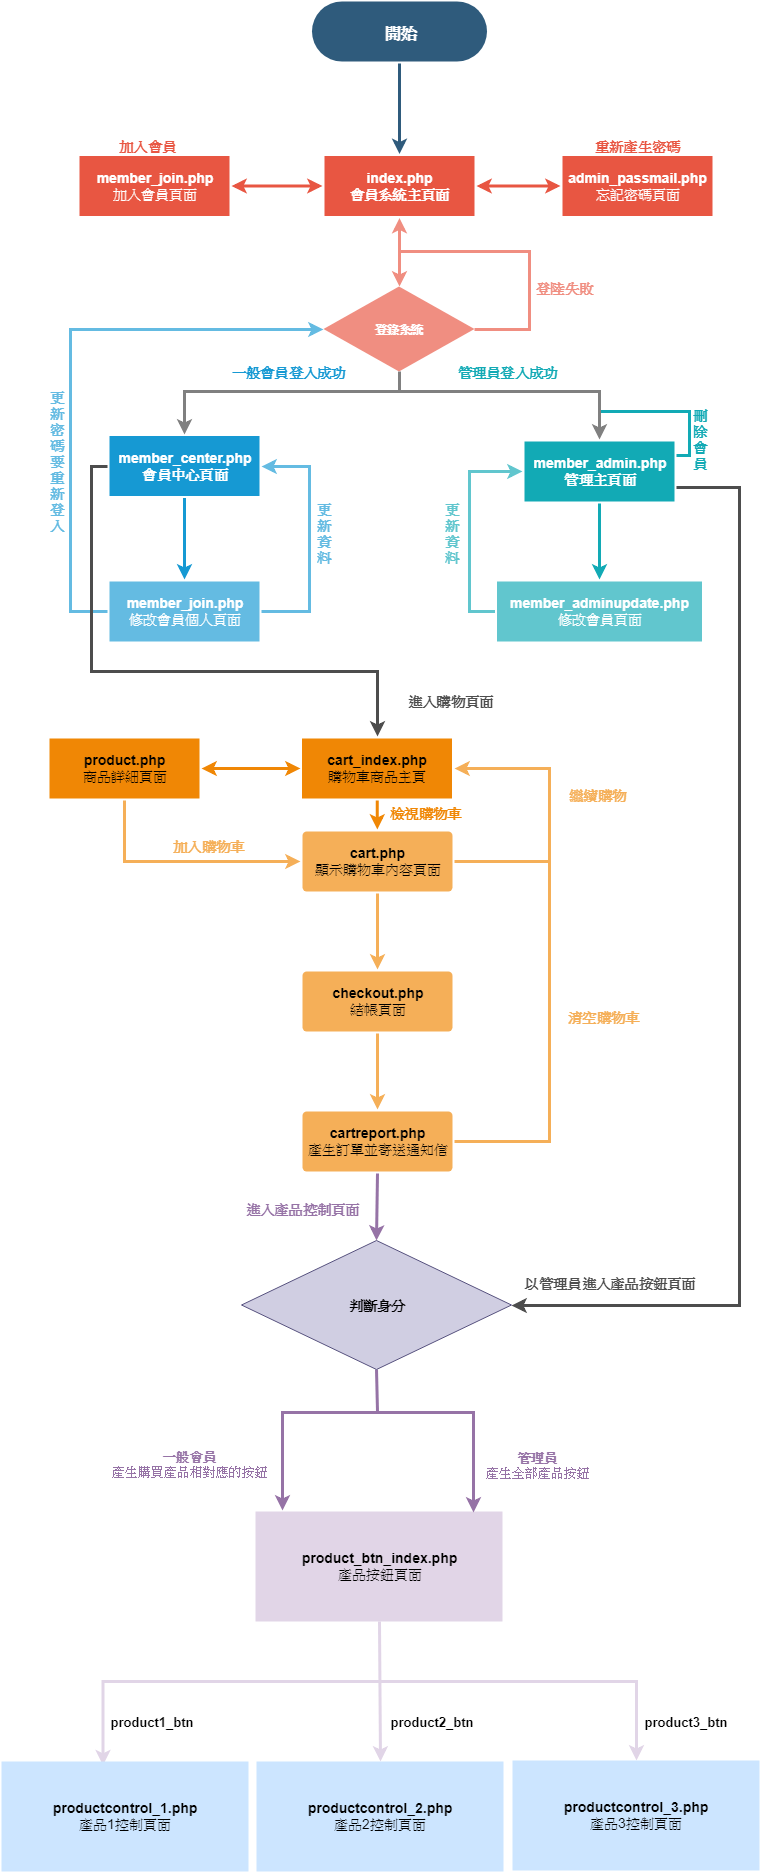 開始
加入會員
重新產生密碼
member_join.php
加入會員頁面
index.php
會員系統主頁面
admin_passmail.php
忘記密碼頁面
登陸失敗
登錄系統
一般會員登入成功
管理員登入成功
更新密碼要重新登入
刪除會員
member_center.php
會員中心頁面
member_admin.php
管理主頁面
更新資料
更新資料
member_join.php
修改會員個人頁面
member_adminupdate.php
修改會員頁面
進入購物頁面
product.php
商品詳細頁面
cart_index.php
購物車商品主頁
繼續購物
檢視購物車
加入購物車
cart.php
顯示購物車內容頁面
checkout.php
結帳頁面
清空購物車
cartreport.php
產生訂單並寄送通知信
進入產品控制頁面
以管理員進入產品按鈕頁面
判斷身分
一般會員
產生購買產品相對應的按鈕
管理員
產生全部產品按鈕
product_btn_index.php
產品按鈕頁面
product1_btn
product2_btn
product3_btn
productcontrol_1.php
產品1控制頁面
productcontrol_2.php
產品2控制頁面
productcontrol_3.php
產品3控制頁面